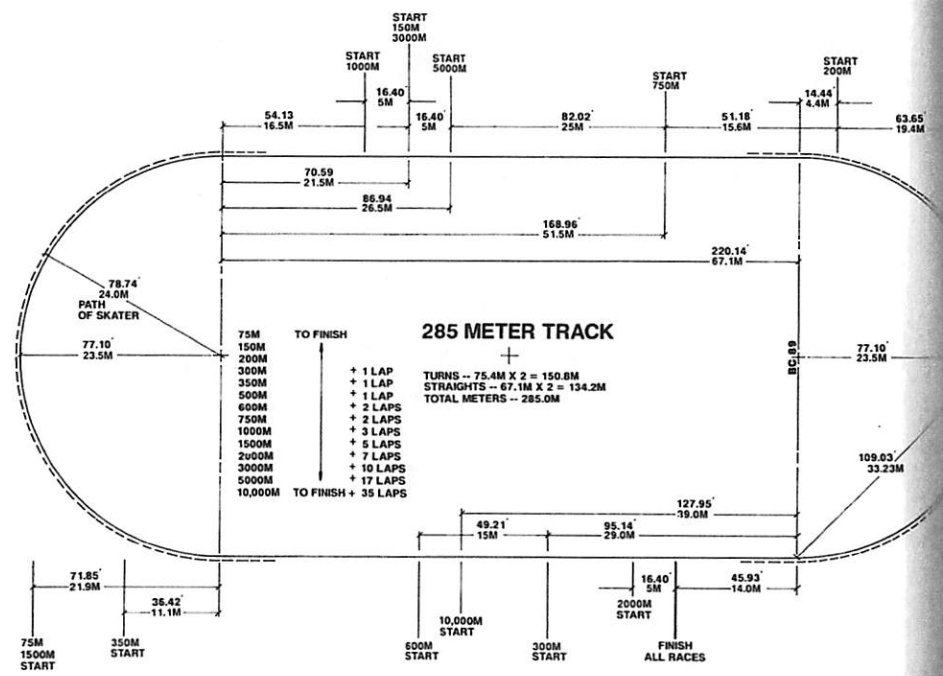 START
150M
3000M
START
1000M
START
5000M
START
750M
START
200M
16.40'
5M
14.44'
4.4M
54.13
16.5M
16.40'
5M
82.02'
25M
51.18'
15.6M
63.65'
19.4M
70.59
21.5M
86.94
26.5M
168.96'
51.5M
220.14'
67.1M
78.74'
24.0M
PATH
OF SKATER
77.10'
23.5M
75M TO FINISH
150M
200M
300M + 1 LAP
350M + 1 LAP
500M + 1 LAP
600M + 2 LAPS
750M + 2 LAPS
1000M + 3 LAPS
1500M + 5 LAPS
2000M + 7 LAPS
3000M + 10 LAPS
5000M + 17 LAPS
10,000M TO FINISH + 35 LAPS
285 METER TRACK
TURNS -- 75.4M X 2 = 150.8M
STRAIGHTS -- 67.1M X 2 = 134.2M
TOTAL METERS -- 285.0M
BC 89
77.10'
23.5M
109.03'
33.23M
127.95'
39.0M
49.21'
15M
95.14'
29.0M
71.85'
21.9M
36.42'
11.1M
16.40'
5M
45.93'
14.0M
75M
1500M
START
350M
START
600M
START
10,000M
START
300M
START
2000M
START
FINISH
ALL RACES